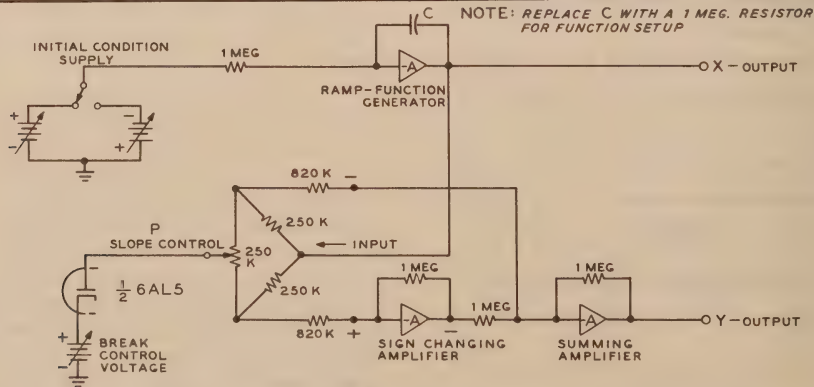 NOTE: REPLACE C WITH A 1 MEG. RESISTOR
FOR FUNCTION SETUP
C
INITIAL CONDITION
SUPPLY
1 MEG
-A
X - OUTPUT
RAMP-FUNCTION
GENERATOR
+
-
-
+
820 K
-
250 K
P
SLOPE CONTROL
250
K
← INPUT
250 K
1/2 6AL5
-
-
1 MEG
1 MEG
1 MEG
820K
+
-A
-
-A
Y - OUTPUT
SIGN CHANGING
AMPLIFIER
SUMMING
AMPLIFIER
+
-
BREAK
CONTROL
VOLTAGE